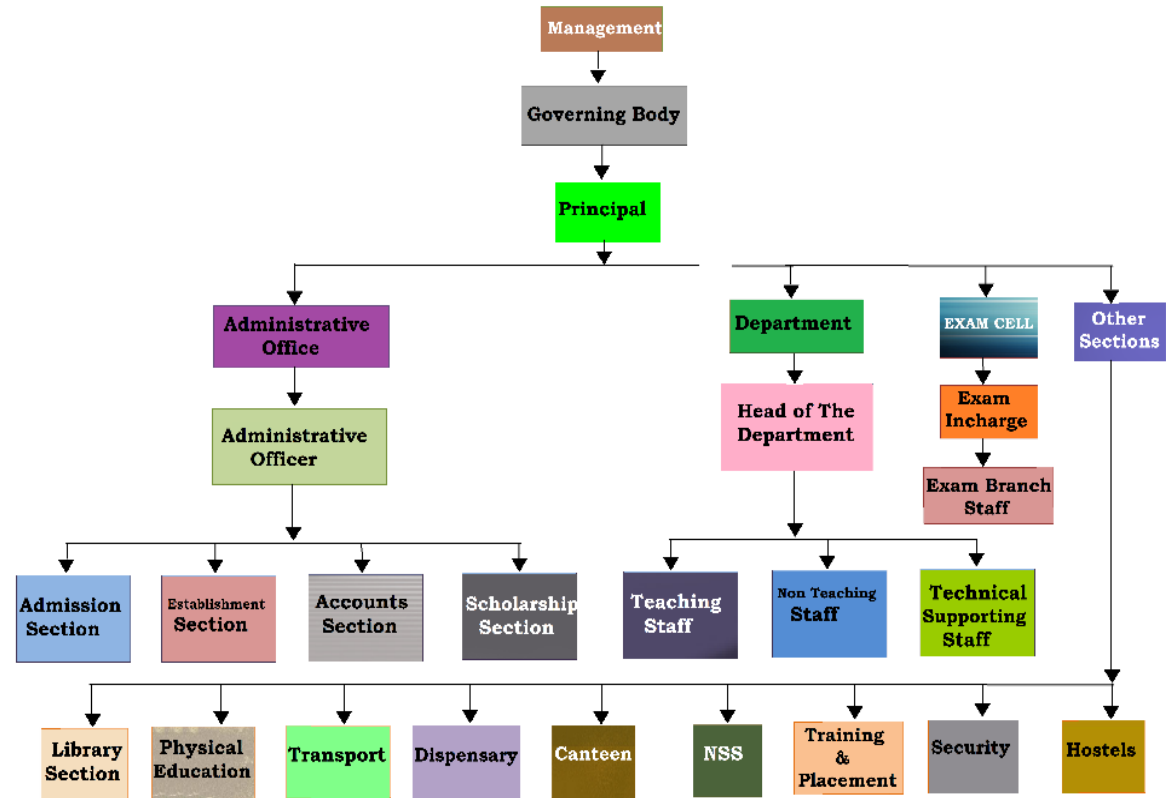 Management
Governing Body
Principal
Administrative
Office
Department
EXAM CELL
Other
Sections
Administrative
Officer
Head of The
Department
Exam
Incharge
Exam Branch
Staff
Admission
Section
Establishment
Section
Accounts
Section
Scholarship
Section
Teaching
Staff
Non Teaching
Staff
Technical
Supporting
Staff
Library
Section
Physical
Education
Transport
Dispensary
Canteen
NSS
Training
&
Placement
Security
Hostels